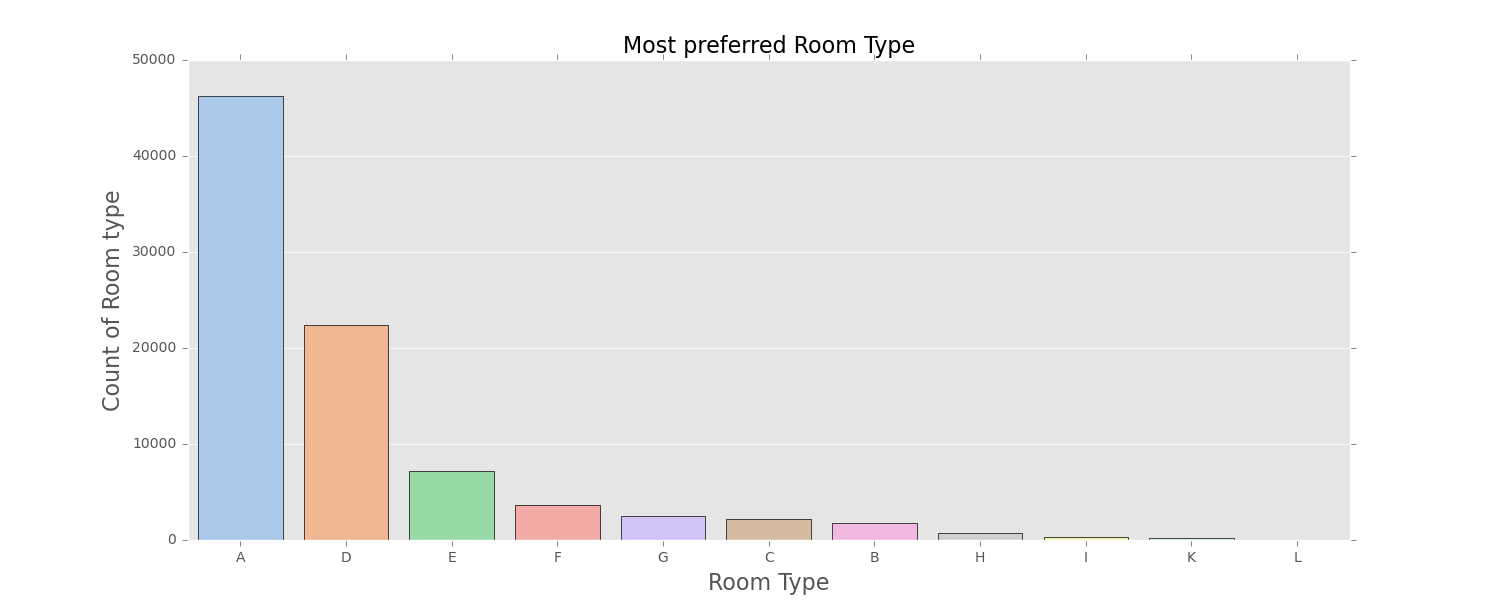 Most preferred Room Type
50000
40000
30000
20000
10000
0
Count of Room type
A D E F G C B H I K L
Room Type